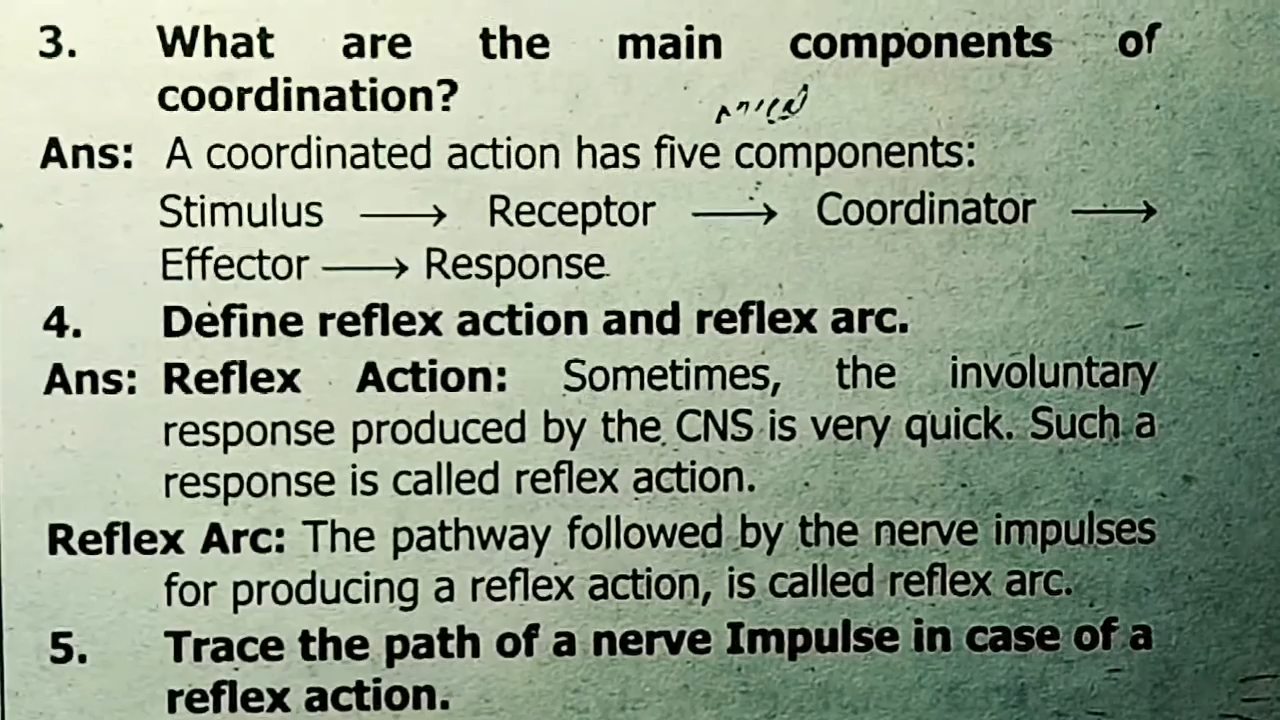 3. What are the main components of
coordination?
Ans: A coordinated action has five components:
Stimulus ⟶ Receptor ⟶ Coordinator ⟶
Effector ⟶ Response
4. Define reflex action and reflex arc.
Ans: Reflex Action: Sometimes, the involuntary
response produced by the CNS is very quick. Such a
response is called reflex action.
Reflex Arc: The pathway followed by the nerve impulses
for producing a reflex action, is called reflex arc.
5. Trace the path of a nerve Impulse in case of a
reflex action.